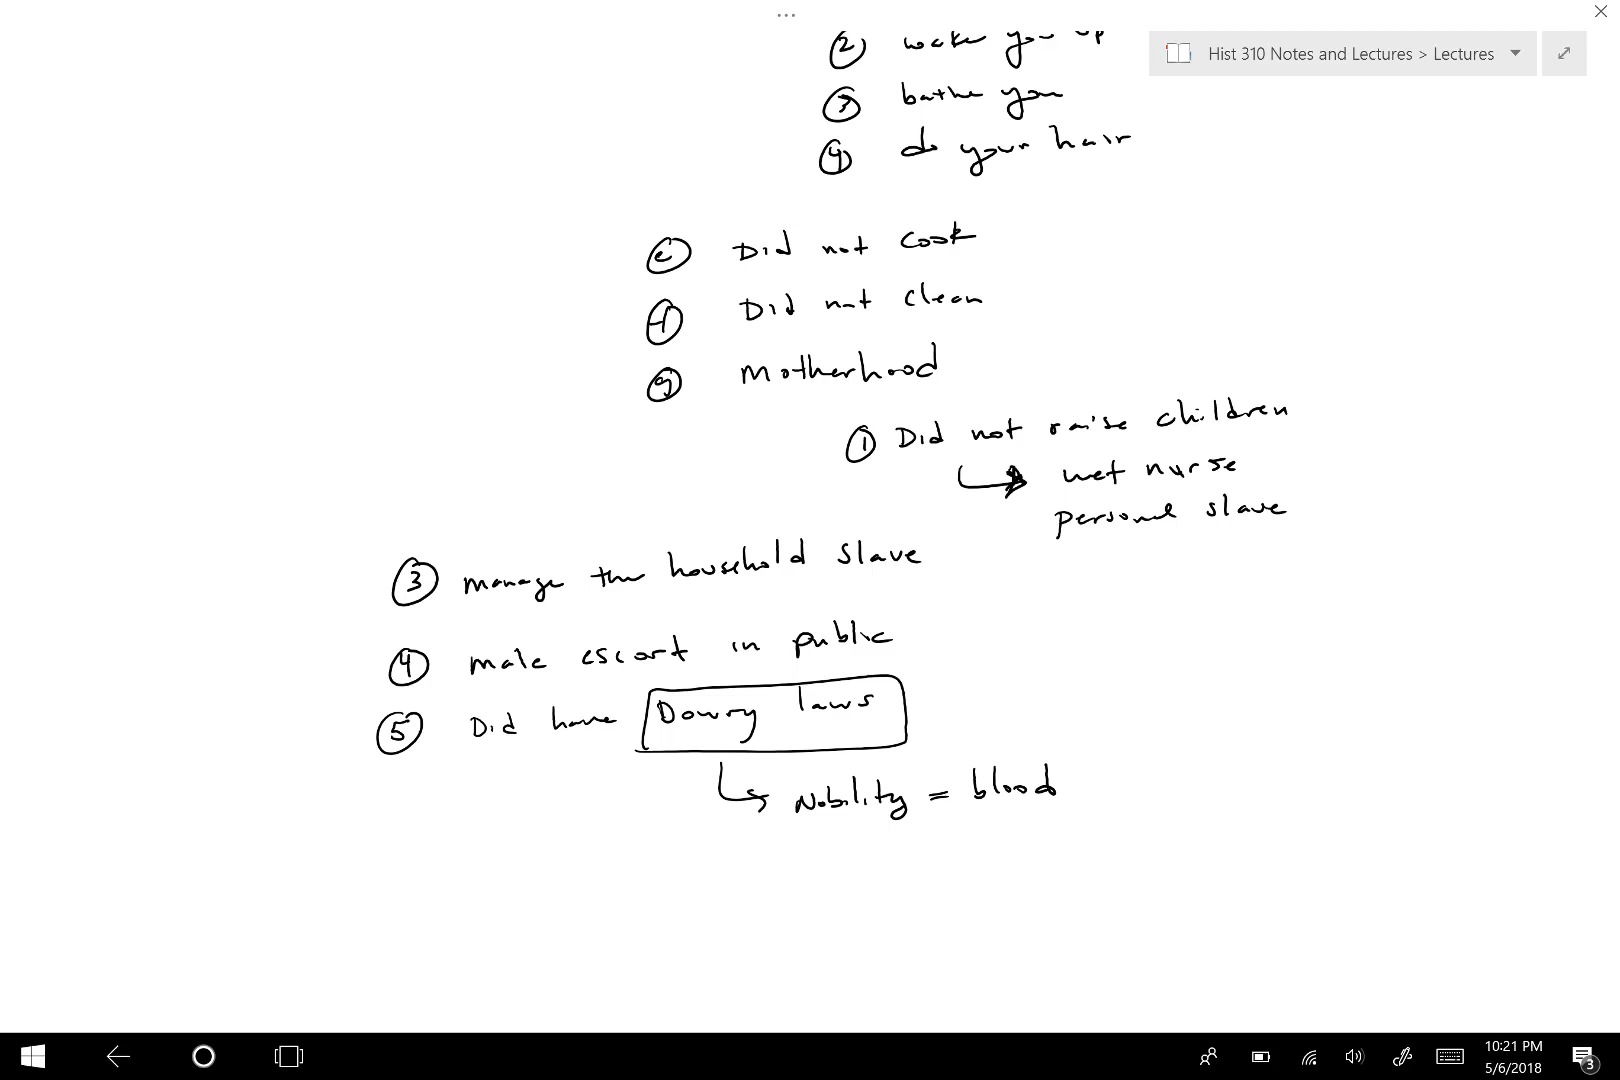 ...
② wake you up
Hist 310 Notes and Lectures > Lectures
③ bathe you
④ do your hair
ⓔ Did not cook
ⓕ Did not clean
ⓖ Motherhood
① Did not raise children
↳ wet nurse
personal slave
③ manage the household slave
④ male escort in public
⑤ Did have Dowry laws
↳ Nobility = blood
10:21 PM
5/6/2018
3